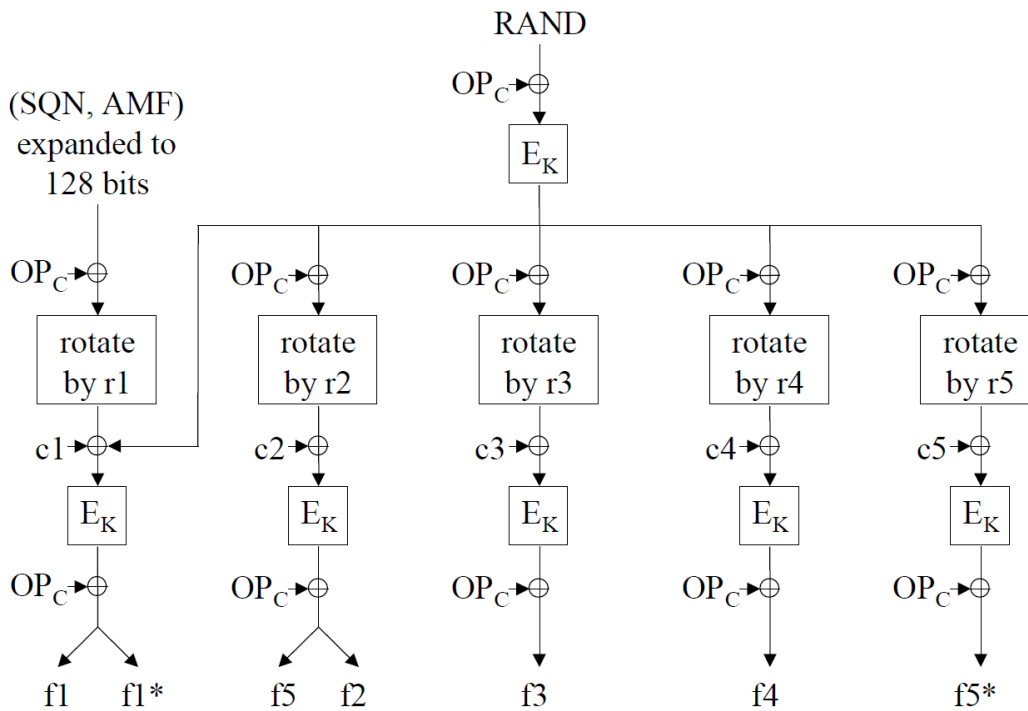 RAND
OPC
(SQN, AMF)
expanded to
128 bits
EK
OPC OPC OPC OPC OPC
rotate by r1
rotate by r2
rotate by r3
rotate by r4
rotate by r5
c1 c2 c3 c4 c5
EK EK EK EK EK
OPC OPC OPC OPC OPC
f1 f1* f5 f2 f3 f4 f5*